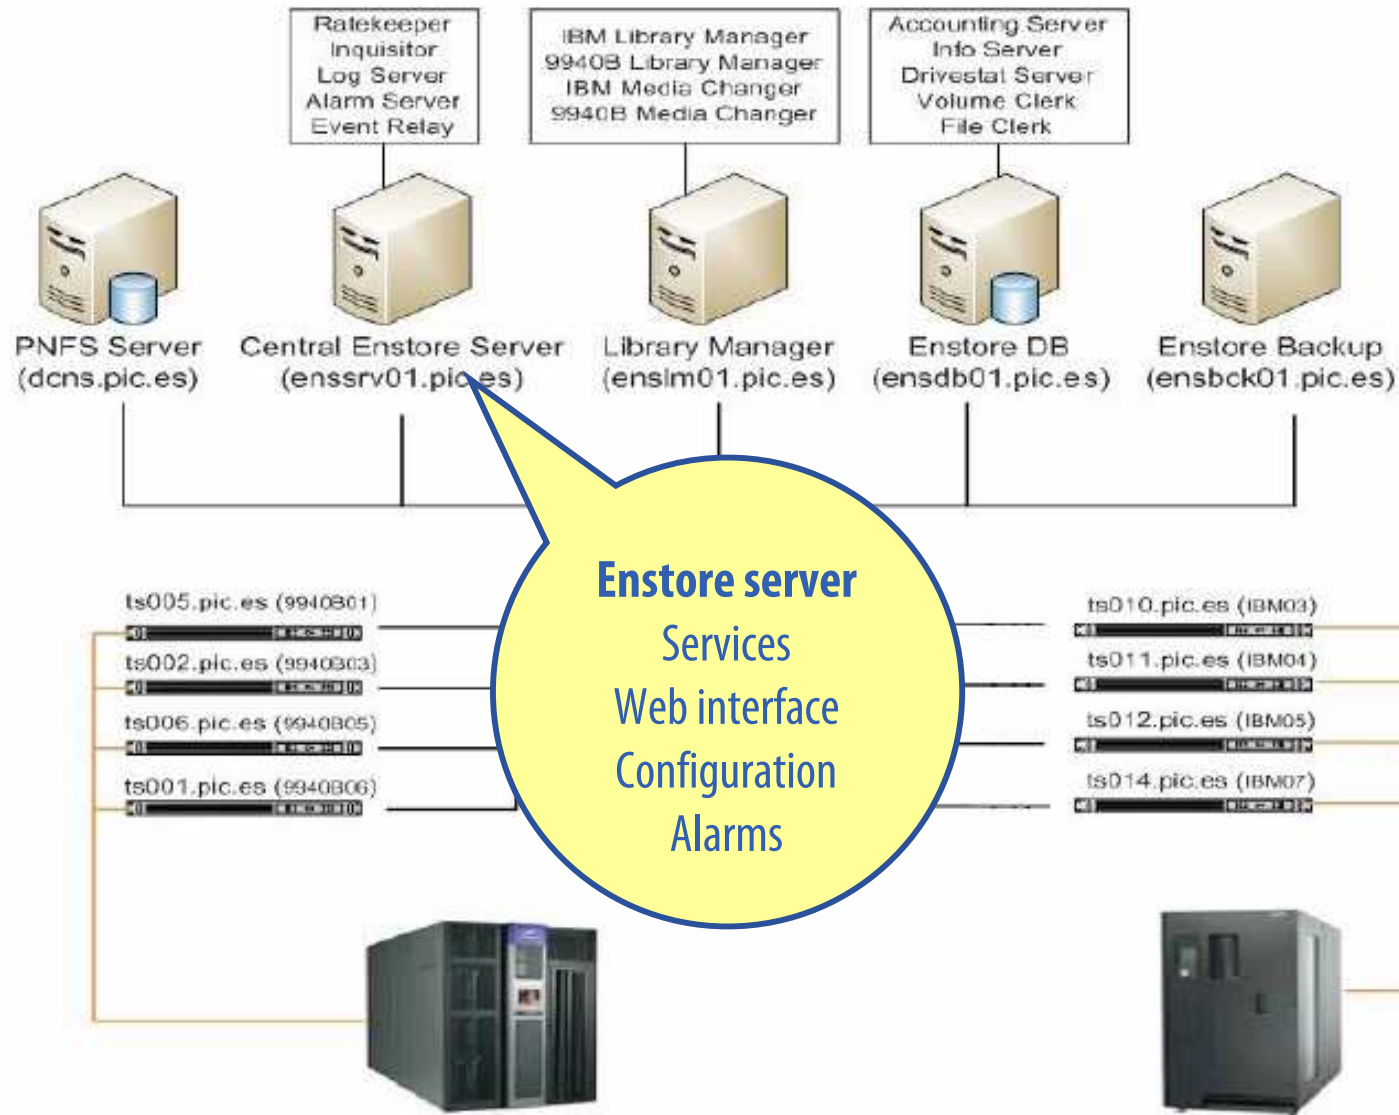 Ratekeeper
Inquisitor
Log Server
Alarm Server
Event Relay
IBM Library Manager
9940B Library Manager
IBM Media Changer
9940B Media Changer
Accounting Server
Info Server
Drivestat Server
Volume Clerk
File Clerk
PNFS Server
(dcns.pic.es)
Central Enstore Server
(enssrv01.pic.es)
Library Manager
(enslm01.pic.es)
Enstore DB
(ensdb01.pic.es)
Enstore Backup
(ensbck01.pic.es)
Enstore server
Services
Web interface
Configuration
Alarms
ts005.pic.es (9940B01)
ts002.pic.es (9940B03)
ts006.pic.es (9940B05)
ts001.pic.es (9940B06)
ts010.pic.es (IBM03)
ts011.pic.es (IBM04)
ts012.pic.es (IBM05)
ts014.pic.es (IBM07)